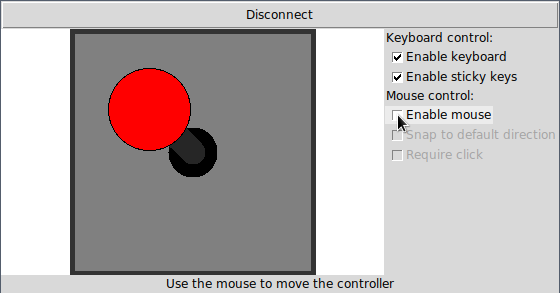 Disconnect
Keyboard control:
Enable keyboard
Enable sticky keys
Mouse control:
Enable mouse
Snap to default direction
Require click
Use the mouse to move the controller